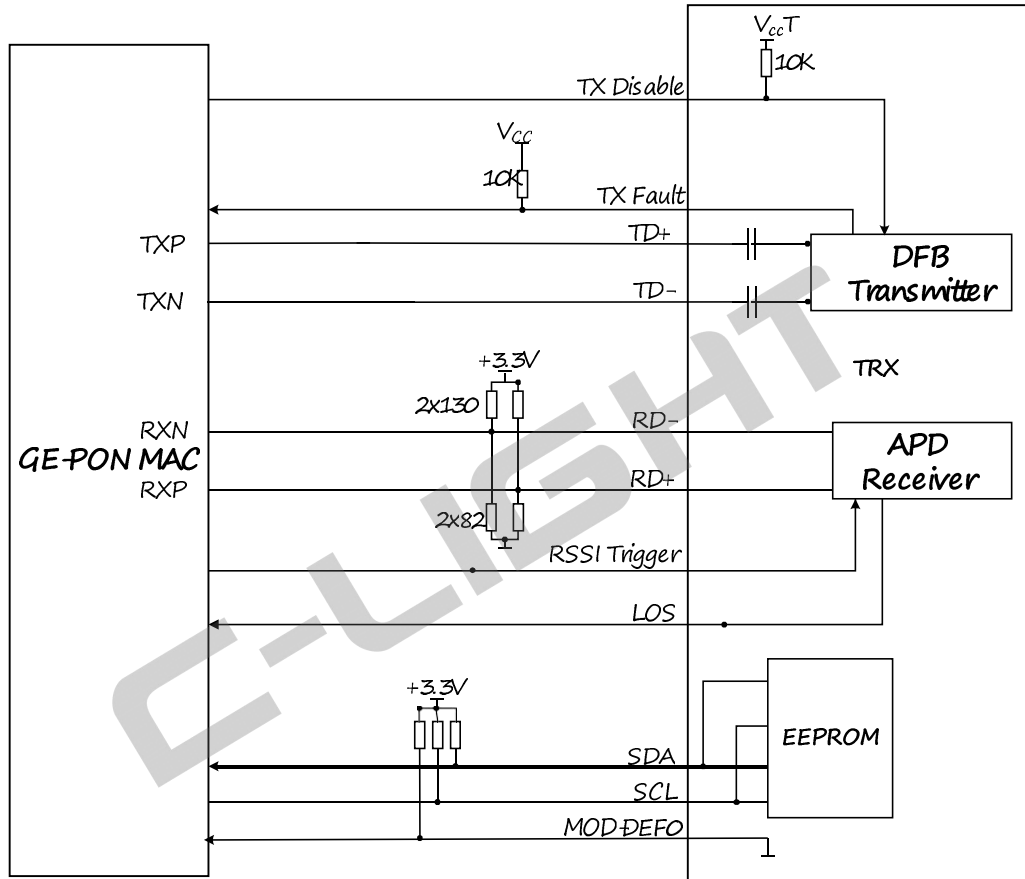 VccT
10K
TX Disable
VCC
10K
TX Fault
TXP
TD+
DFB
Transmitter
TXN
TD-
+3.3V
TRX
2x130
RXN
RD-
APD
Receiver
GE-PON MAC
RXP
RD+
2x82
RSSI Trigger
LOS
C-LIGHT
+3.3V
EEPROM
SDA
SCL
MOD-DEFO